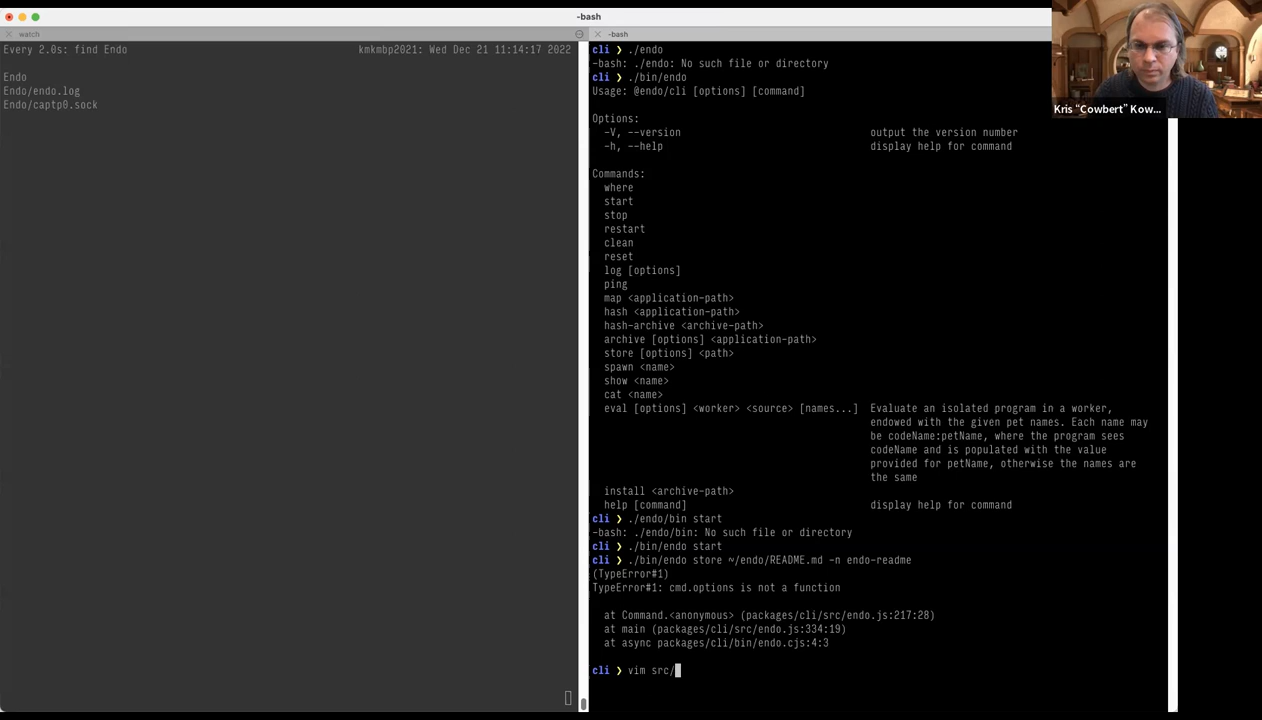 -bash
watch
-bash
Every 2.0s: find Endo
kmkmbp2021: Wed Dec 21 11:14:17 2022
Endo
Endo/endo.log
Endo/captp0.sock
cli ❯ ./endo
-bash: ./endo: No such file or directory
cli ❯ ./bin/endo
Usage: @endo/cli [options] [command]
Options:
-V, --version output the version number
-h, --help display help for command
Commands:
where
start
stop
restart
clean
reset
log [options]
ping
map <application-path>
hash <application-path>
hash-archive <archive-path>
archive [options] <application-path>
store [options] <path>
spawn <name>
show <name>
cat <name>
eval [options] <worker> <source> [names...] Evaluate an isolated program in a worker,
endowed with the given pet names. Each name may
be codeName:petName, where the program sees
codeName and is populated with the value
provided for petName, otherwise the names are
the same
install <archive-path>
help [command] display help for command
cli ❯ ./endo/bin start
-bash: ./endo/bin: No such file or directory
cli ❯ ./bin/endo start
cli ❯ ./bin/endo store ~/endo/README.md -n endo-readme
(TypeError#1)
TypeError#1: cmd.options is not a function
at Command.<anonymous> (packages/cli/src/endo.js:217:28)
at main (packages/cli/src/endo.js:334:19)
at async packages/cli/bin/endo.cjs:4:3
cli ❯ vim src/
Kris "Cowbert" Kow...